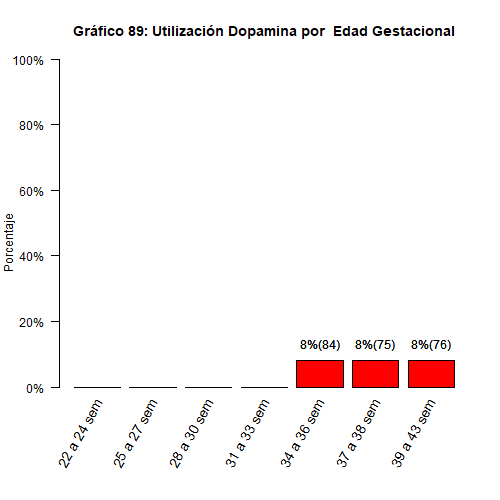 Gráfico 89: Utilización Dopamina por  Edad Gestacional
Porcentaje
100%
80%
60%
40%
20%
0%
8%(84)
8%(75)
8%(76)
22 a 24 sem
25 a 27 sem
28 a 30 sem
31 a 33 sem
34 a 36 sem
37 a 38 sem
39 a 43 sem